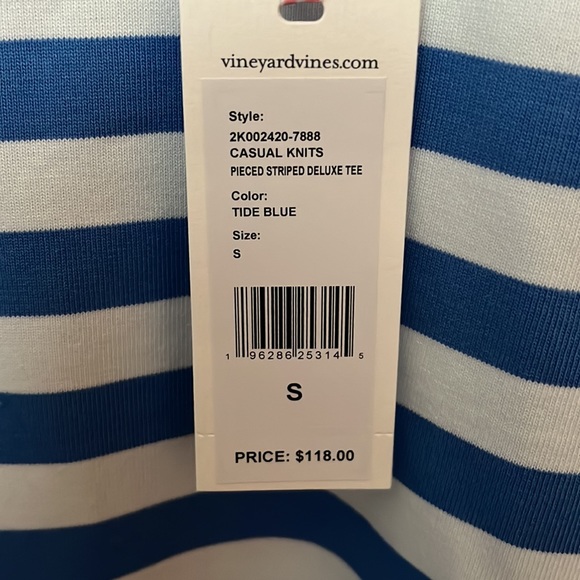 vineyardvines.com
Style:
2K002420-7888
CASUAL KNITS
PIECED STRIPED DELUXE TEE
Color:
TIDE BLUE
Size:
S
1 96286 25314 5
S
PRICE: $118.00